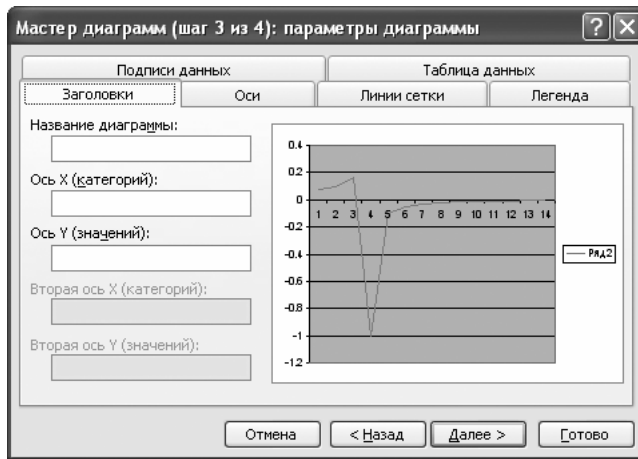 Мастер диаграмм (шаг 3 из 4): параметры диаграммы
Подписи данных
Таблица данных
Заголовки
Оси
Линии сетки
Легенда
Название диаграммы:
Ось X (категорий):
Ось Y (значений):
Вторая ось X (категорий):
Вторая ось Y (значений):
0.4
0.2
0
1 2 3 4 5 6 7 8 9 10 11 12 13 14
-0.2
-0.4
-0.6
-0.8
-1
-1.2
Ряд2
Отмена
< Назад
Далее >
Готово